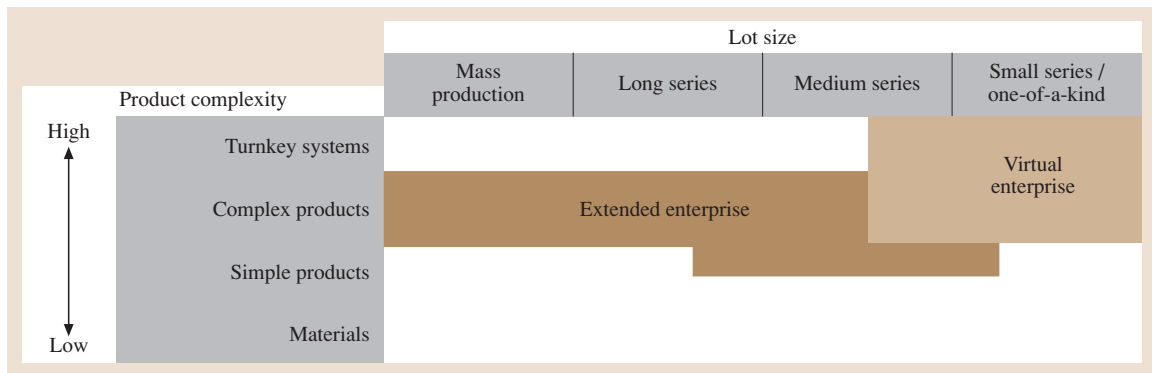 Lot size
Mass
production
Long series
Medium series
Small series /
one-of-a-kind
Product complexity
High
Turnkey systems
Virtual
enterprise
Complex products
Extended enterprise
Simple products
Materials
Low